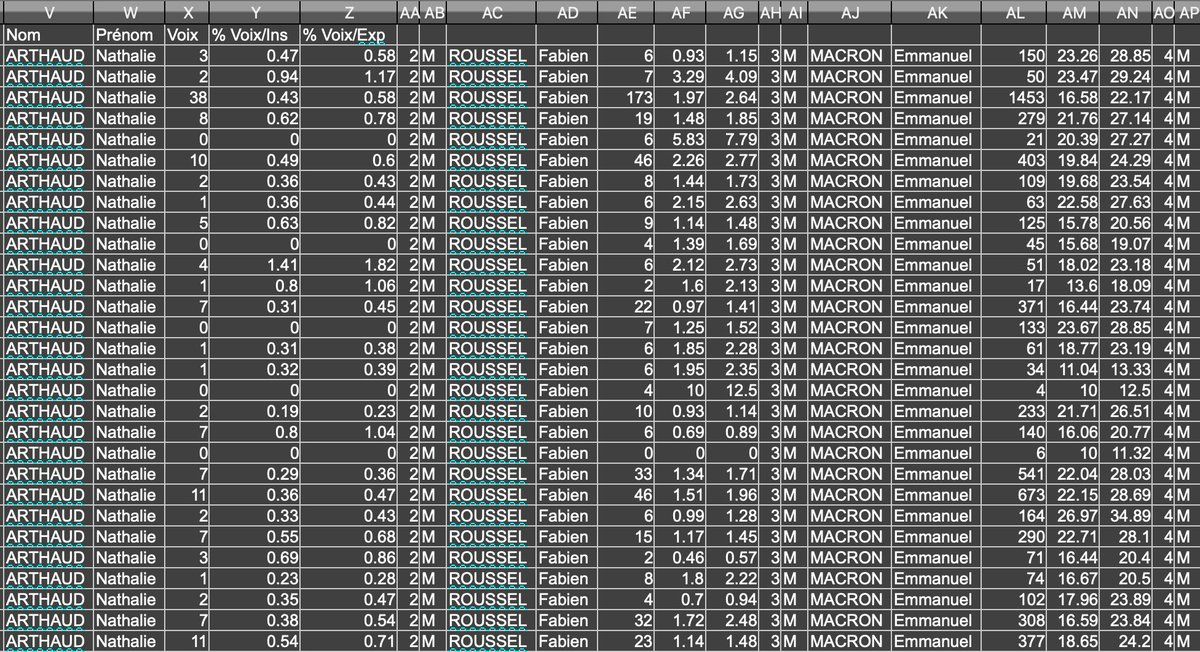 V W X Y Z AA AB AC AD AE AF AG AH AI AJ AK AL AM AN AO AP
Nom Prénom Voix % Voix/Ins % Voix/Exp
ARTHAUD Nathalie 3 0.47 0.58 2 M ROUSSEL Fabien 6 0.93 1.15 3 M MACRON Emmanuel 150 23.26 28.85 4 M
ARTHAUD Nathalie 2 0.94 1.17 2 M ROUSSEL Fabien 7 3.29 4.09 3 M MACRON Emmanuel 50 23.47 29.24 4 M
ARTHAUD Nathalie 38 0.43 0.58 2 M ROUSSEL Fabien 173 1.97 2.64 3 M MACRON Emmanuel 1453 16.58 22.17 4 M
ARTHAUD Nathalie 8 0.62 0.78 2 M ROUSSEL Fabien 19 1.48 1.85 3 M MACRON Emmanuel 279 21.76 27.14 4 M
ARTHAUD Nathalie 0 0 0 2 M ROUSSEL Fabien 6 5.83 7.79 3 M MACRON Emmanuel 21 20.39 27.27 4 M
ARTHAUD Nathalie 10 0.49 0.6 2 M ROUSSEL Fabien 46 2.26 2.77 3 M MACRON Emmanuel 403 19.84 24.29 4 M
ARTHAUD Nathalie 2 0.36 0.43 2 M ROUSSEL Fabien 8 1.44 1.73 3 M MACRON Emmanuel 109 19.68 23.54 4 M
ARTHAUD Nathalie 1 0.36 0.44 2 M ROUSSEL Fabien 6 2.15 2.63 3 M MACRON Emmanuel 63 22.58 27.63 4 M
ARTHAUD Nathalie 5 0.63 0.82 2 M ROUSSEL Fabien 9 1.14 1.48 3 M MACRON Emmanuel 125 15.78 20.56 4 M
ARTHAUD Nathalie 0 0 0 2 M ROUSSEL Fabien 4 1.39 1.69 3 M MACRON Emmanuel 45 15.68 19.07 4 M
ARTHAUD Nathalie 4 1.41 1.82 2 M ROUSSEL Fabien 6 2.12 2.73 3 M MACRON Emmanuel 51 18.02 23.18 4 M
ARTHAUD Nathalie 1 0.8 1.06 2 M ROUSSEL Fabien 2 1.6 2.13 3 M MACRON Emmanuel 17 13.6 18.09 4 M
ARTHAUD Nathalie 7 0.31 0.45 2 M ROUSSEL Fabien 22 0.97 1.41 3 M MACRON Emmanuel 371 16.44 23.74 4 M
ARTHAUD Nathalie 0 0 0 2 M ROUSSEL Fabien 7 1.25 1.52 3 M MACRON Emmanuel 133 23.67 28.85 4 M
ARTHAUD Nathalie 1 0.31 0.38 2 M ROUSSEL Fabien 6 1.85 2.28 3 M MACRON Emmanuel 61 18.77 23.19 4 M
ARTHAUD Nathalie 1 0.32 0.39 2 M ROUSSEL Fabien 6 1.95 2.35 3 M MACRON Emmanuel 34 11.04 13.33 4 M
ARTHAUD Nathalie 0 0 0 2 M ROUSSEL Fabien 4 10 12.5 3 M MACRON Emmanuel 4 10 12.5 4 M
ARTHAUD Nathalie 2 0.19 0.23 2 M ROUSSEL Fabien 10 0.93 1.14 3 M MACRON Emmanuel 233 21.71 26.51 4 M
ARTHAUD Nathalie 7 0.8 1.04 2 M ROUSSEL Fabien 6 0.69 0.89 3 M MACRON Emmanuel 140 16.06 20.77 4 M
ARTHAUD Nathalie 0 0 0 2 M ROUSSEL Fabien 0 0 0 3 M MACRON Emmanuel 6 10 11.32 4 M
ARTHAUD Nathalie 7 0.29 0.36 2 M ROUSSEL Fabien 33 1.34 1.71 3 M MACRON Emmanuel 541 22.04 28.03 4 M
ARTHAUD Nathalie 11 0.36 0.47 2 M ROUSSEL Fabien 46 1.51 1.96 3 M MACRON Emmanuel 673 22.15 28.69 4 M
ARTHAUD Nathalie 2 0.33 0.43 2 M ROUSSEL Fabien 6 0.99 1.28 3 M MACRON Emmanuel 164 26.97 34.89 4 M
ARTHAUD Nathalie 7 0.55 0.68 2 M ROUSSEL Fabien 15 1.17 1.45 3 M MACRON Emmanuel 290 22.71 28.1 4 M
ARTHAUD Nathalie 3 0.69 0.86 2 M ROUSSEL Fabien 2 0.46 0.57 3 M MACRON Emmanuel 71 16.44 20.4 4 M
ARTHAUD Nathalie 1 0.23 0.28 2 M ROUSSEL Fabien 8 1.8 2.22 3 M MACRON Emmanuel 74 16.67 20.5 4 M
ARTHAUD Nathalie 2 0.35 0.47 2 M ROUSSEL Fabien 4 0.7 0.94 3 M MACRON Emmanuel 102 17.96 23.89 4 M
ARTHAUD Nathalie 7 0.38 0.54 2 M ROUSSEL Fabien 32 1.72 2.48 3 M MACRON Emmanuel 308 16.59 23.84 4 M
ARTHAUD Nathalie 11 0.54 0.71 2 M ROUSSEL Fabien 23 1.14 1.48 3 M MACRON Emmanuel 377 18.65 24.2 4 M